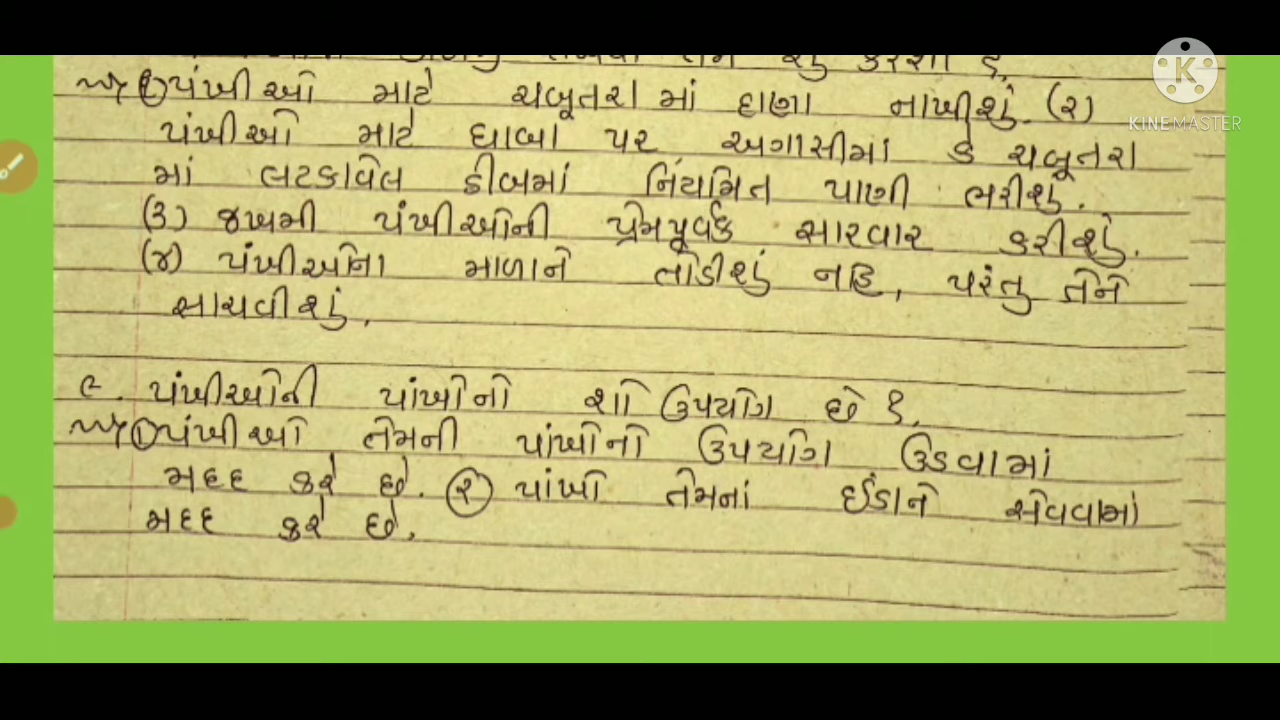 શું કરશો ?
જ. ૧ પંખીઓ માટે ચબૂતરામાં દાણા નાખીશું. (૨)
પંખીઓ માટે ધાબા પર અગાસીમાં કે ચબૂતરા
માં લટકાવેલ ઠીબમાં નિયમિત પાણી ભરીશું.
(૩) જખમી પંખીઓની પ્રેમપૂર્વક સારવાર કરીશું.
(૪) પંખીઓના માળાને તોડીશું નહિ, પરંતુ તેને
સાચવીશું.
૯. પંખીઓની પાંખોનો શો ઉપયોગ છે ?
૧ પંખીઓ તેમની પાંખોનો ઉપયોગ ઉડવામાં
મદદ કરે છે. ૨ પાંખો તેમનાં ઈંડાને સેવવામાં
મદદ કરે છે.
K
KINEMASTER